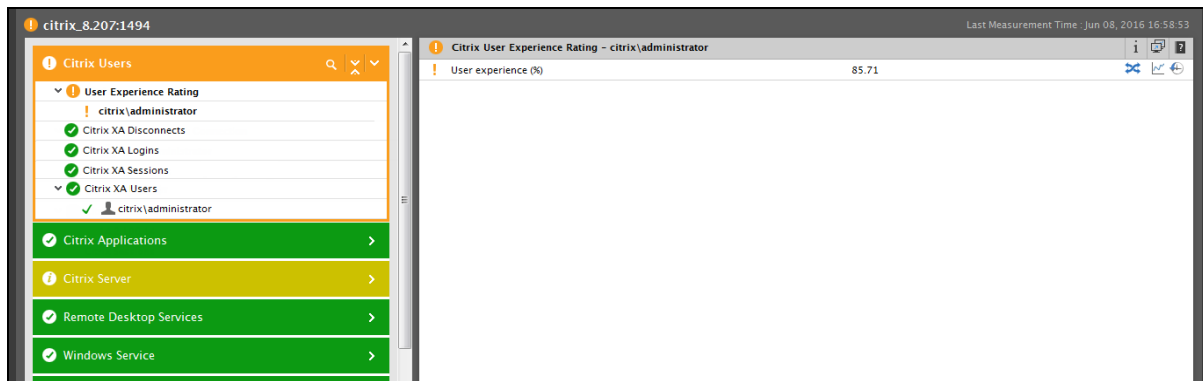 citrix_8.207:1494
Last Measurement Time : Jun 08, 2016 16:58:53
Citrix Users
User Experience Rating
citrix\administrator
Citrix XA Disconnects
Citrix XA Logins
Citrix XA Sessions
Citrix XA Users
citrix\administrator
Citrix Applications
Citrix Server
Remote Desktop Services
Windows Service
Citrix User Experience Rating - citrix\administrator
User experience (%) 85.71